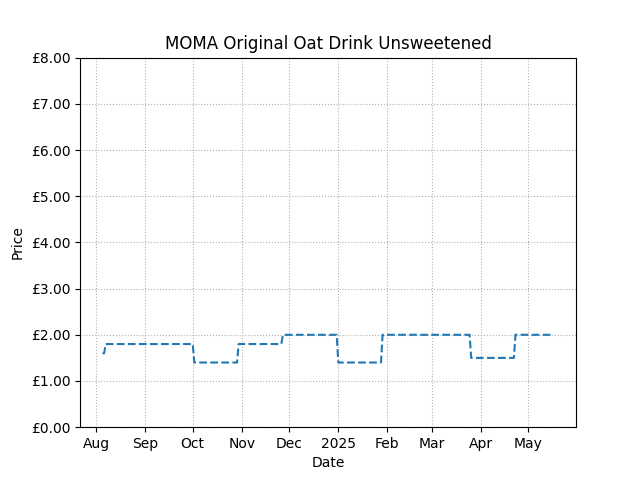 MOMA Original Oat Drink Unsweetened
£8.00
£7.00
£6.00
£5.00
£4.00
£3.00
£2.00
£1.00
£0.00
Price
Aug Sep Oct Nov Dec 2025 Feb Mar Apr May
Date